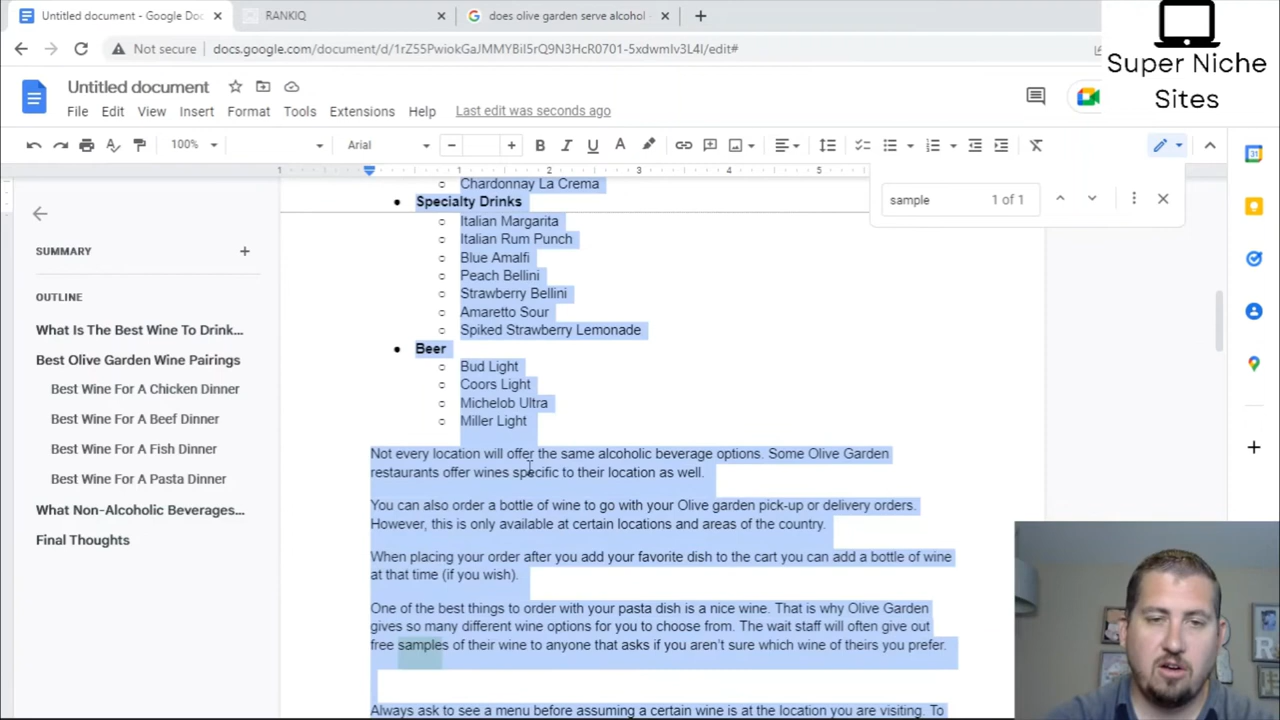 Untitled document - Google Doc
RANKIQ
does olive garden serve alcohol -
Not secure
docs.google.com/document/d/1rZ55PwiokGaJMMYBil5rQ9N3HcR0701-5xdwmIv3L4I/edit#
Super Niche
Sites
Untitled document
File Edit View Insert Format Tools Extensions Help Last edit was seconds ago
100% Arial
sample 1 of 1
1 1 2 3 4 5
SUMMARY
OUTLINE
What Is The Best Wine To Drink...
Best Olive Garden Wine Pairings
Best Wine For A Chicken Dinner
Best Wine For A Beef Dinner
Best Wine For A Fish Dinner
Best Wine For A Pasta Dinner
What Non-Alcoholic Beverages...
Final Thoughts
Chardonnay La Crema
Specialty Drinks
Italian Margarita
Italian Rum Punch
Blue Amalfi
Peach Bellini
Strawberry Bellini
Amaretto Sour
Spiked Strawberry Lemonade
Beer
Bud Light
Coors Light
Michelob Ultra
Miller Light
Not every location will offer the same alcoholic beverage options. Some Olive Garden
restaurants offer wines specific to their location as well.
You can also order a bottle of wine to go with your Olive garden pick-up or delivery orders.
However, this is only available at certain locations and areas of the country.
When placing your order after you add your favorite dish to the cart you can add a bottle of wine
at that time (if you wish).
One of the best things to order with your pasta dish is a nice wine. That is why Olive Garden
gives so many different wine options for you to choose from. The wait staff will often give out
free samples of their wine to anyone that asks if you aren't sure which wine of theirs you prefer.
Always ask to see a menu before assuming a certain wine is at the location you are visiting. To